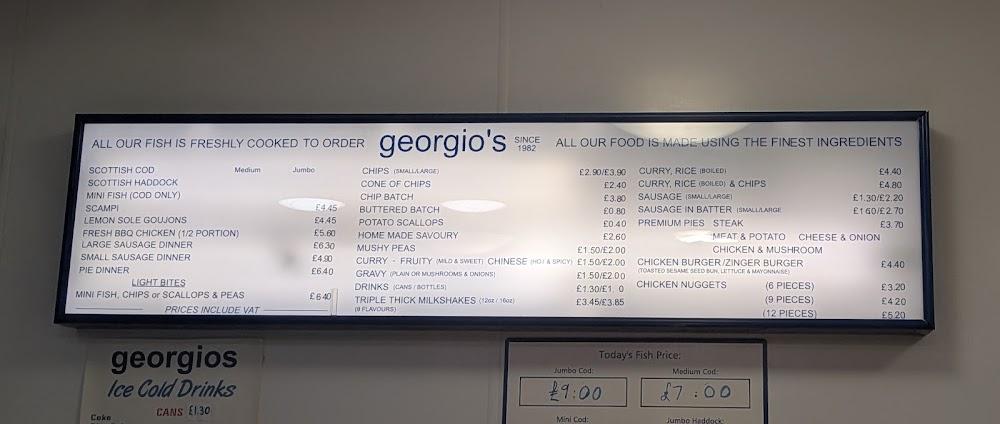 ALL OUR FISH IS FRESHLY COOKED TO ORDER georgio's SINCE 1982 ALL OUR FOOD IS MADE USING THE FINEST INGREDIENTS
SCOTTISH COD Medium Jumbo
SCOTTISH HADDOCK
MINI FISH (COD ONLY)
SCAMPI £4.45
LEMON SOLE GOUJONS £4.45
FRESH BBQ CHICKEN (1/2 PORTION) £5.60
LARGE SAUSAGE DINNER £6.30
SMALL SAUSAGE DINNER £4.90
PIE DINNER £6.40
LIGHT BITES
MINI FISH, CHIPS or SCALLOPS & PEAS £6.40
PRICES INCLUDE VAT
CHIPS (SMALL/LARGE) £2.90/£3.90
CONE OF CHIPS £2.40
CHIP BATCH £3.80
BUTTERED BATCH £0.80
POTATO SCALLOPS £0.40
HOME MADE SAVOURY £2.60
MUSHY PEAS £1.50/£2.00
CURRY - FRUITY (MILD & SWEET) CHINESE (HOT & SPICY) £1.50/£2.00
GRAVY (PLAIN OR MUSHROOMS & ONIONS) £1.50/£2.00
DRINKS (CANS / BOTTLES) £1.30/£1. 0
TRIPLE THICK MILKSHAKES (12oz / 16oz) £3.45/£3.85
(8 FLAVOURS)
CURRY, RICE (BOILED) £4.40
CURRY, RICE (BOILED) & CHIPS £4.80
SAUSAGE (SMALL/LARGE) £1.30/£2.20
SAUSAGE IN BATTER (SMALL/LARGE £1 60/£2.70
PREMIUM PIES STEAK £3.70
MEAT & POTATO CHEESE & ONION
CHICKEN & MUSHROOM
CHICKEN BURGER/ZINGER BURGER £4.40
(TOASTED SESAME SEED BUN, LETTUCE & MAYONNAISE)
CHICKEN NUGGETS (6 PIECES) £3.20
(9 PIECES) £4.20
(12 PIECES) £5.20
georgios
Ice Cold Drinks
CANS £1.30
Coke
Today's Fish Price:
Jumbo Cod: Medium Cod:
£9:00 £7:00
Mini Cod: Jumbo Haddock: